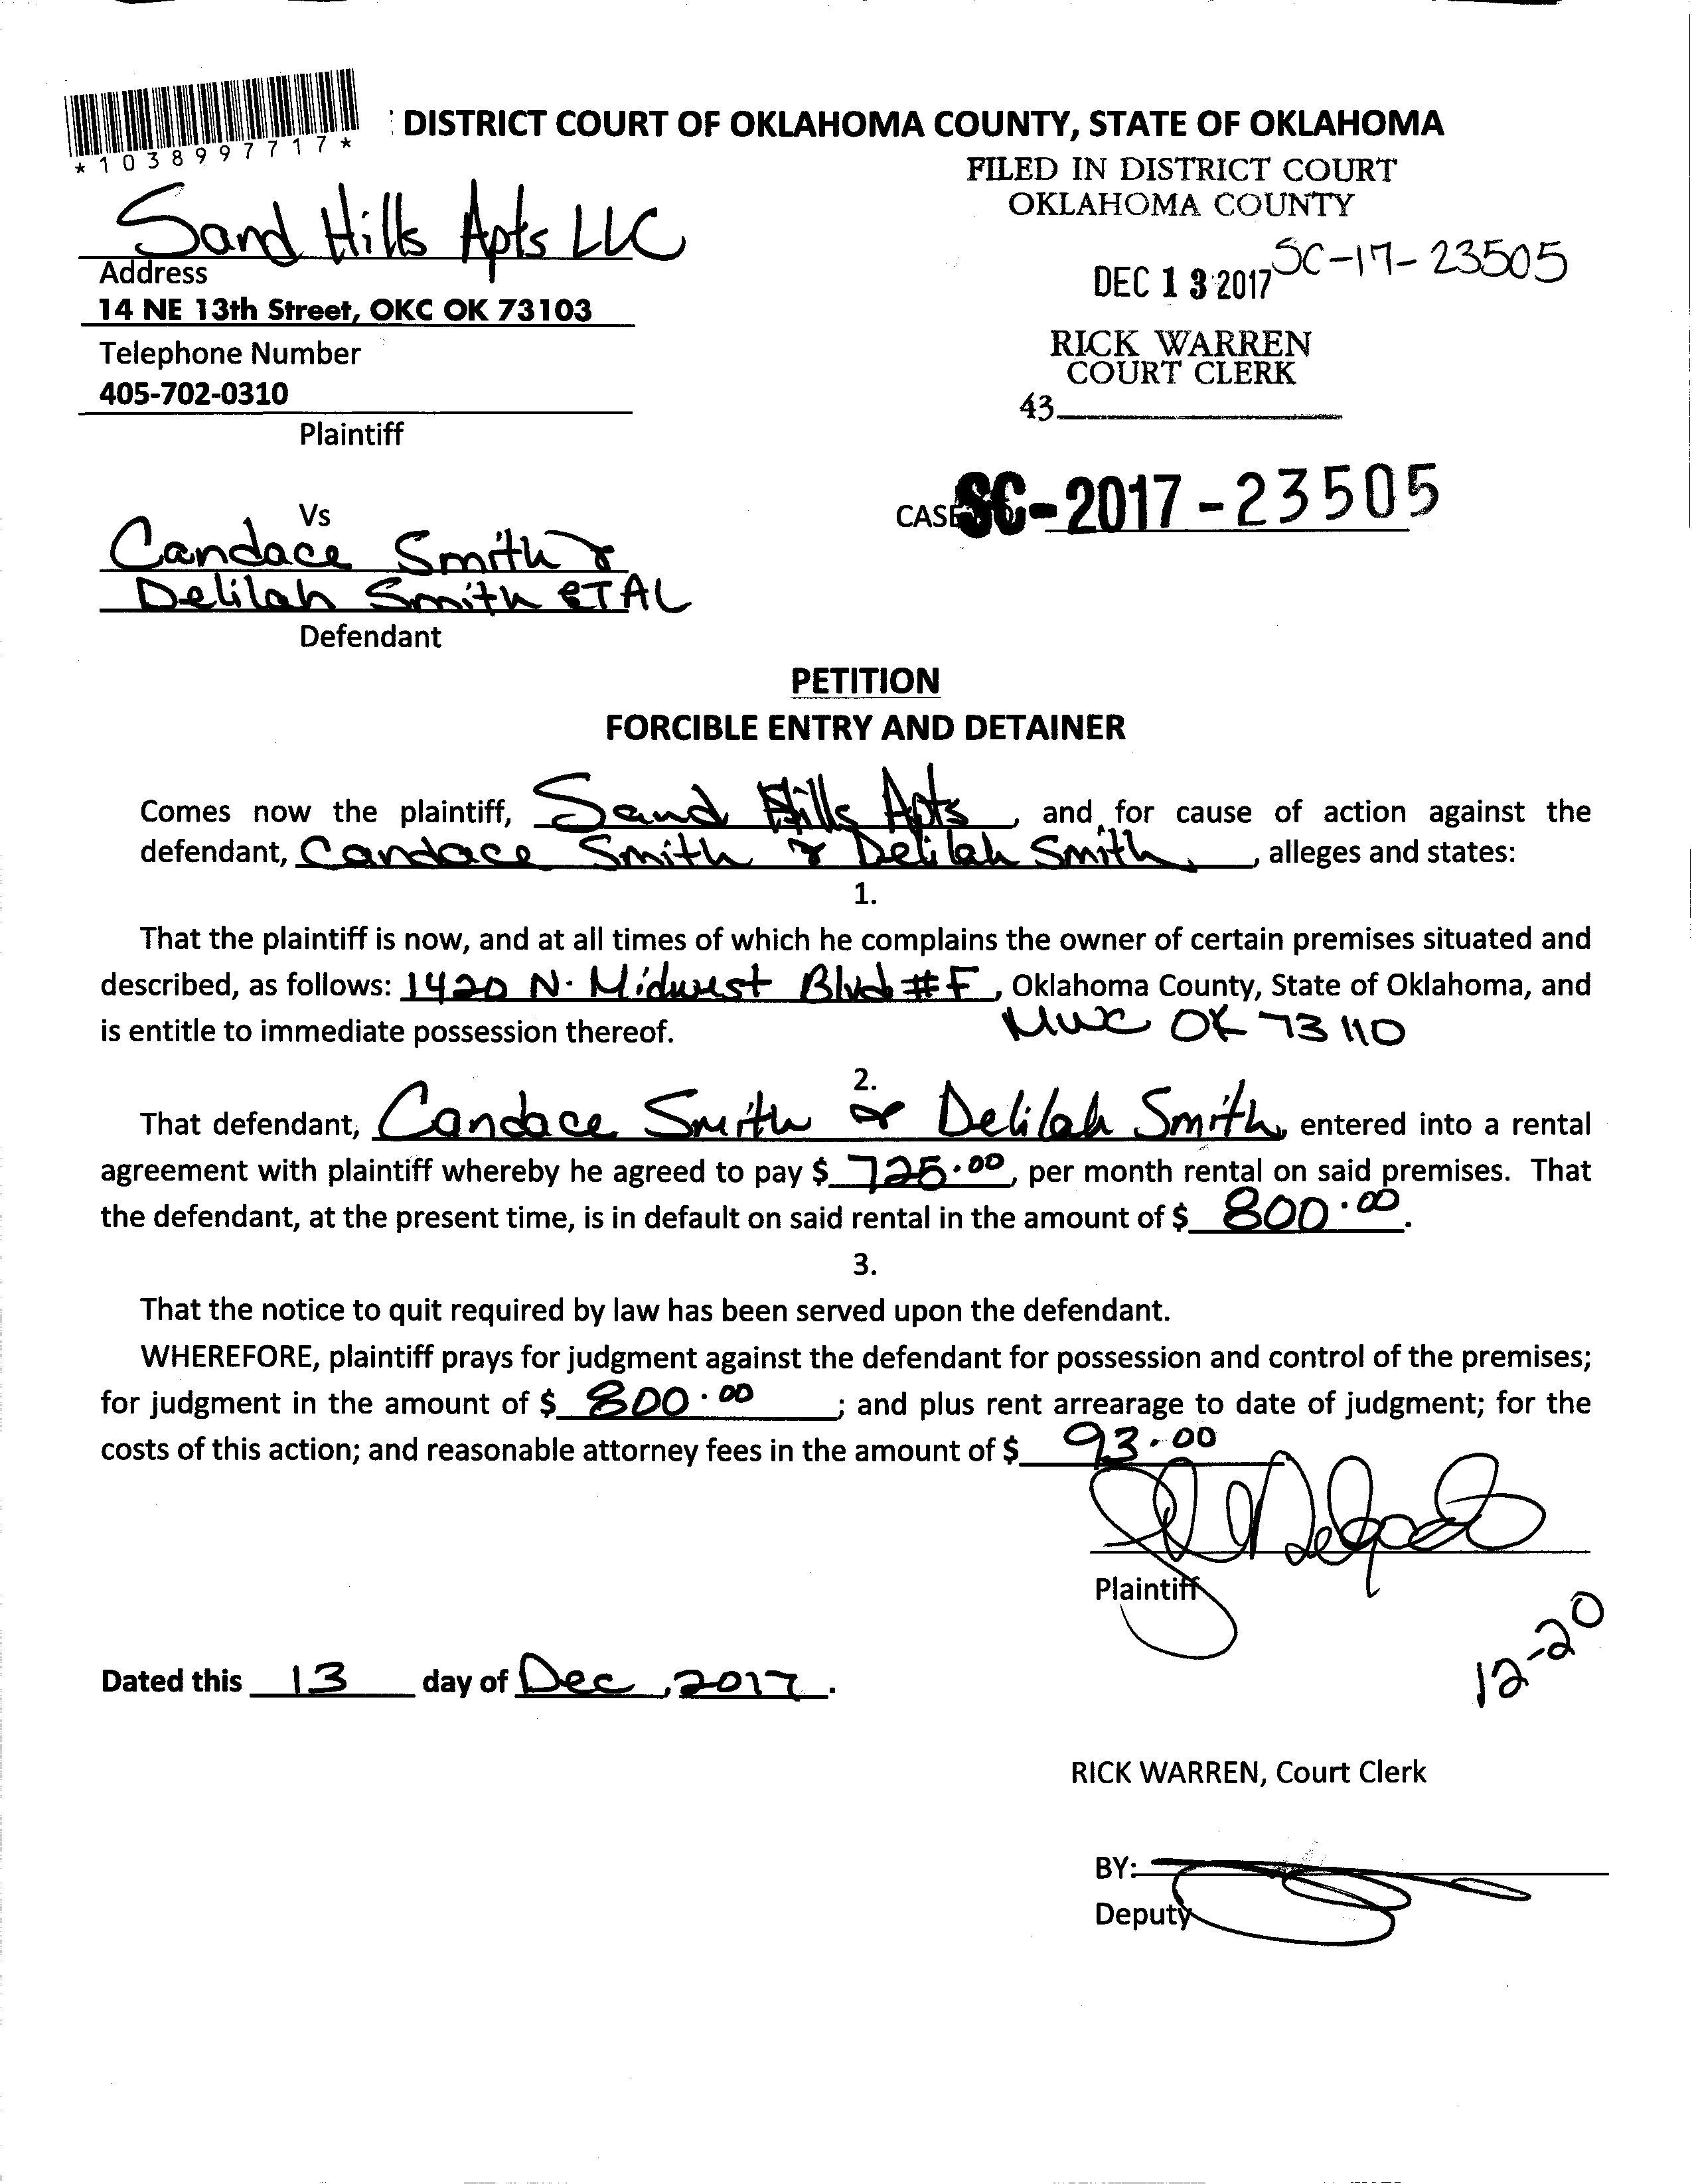 *1038997717*
DISTRICT COURT OF OKLAHOMA COUNTY, STATE OF OKLAHOMA
FILED IN DISTRICT COURT
OKLAHOMA COUNTY
Sand Hills Apts LLC
DEC 13 2017 SC-17-23505
Address
14 NE 13th Street, OKC OK 73103
RICK WARREN
COURT CLERK
Telephone Number
405-702-0310
43
Plaintiff
Vs
CASE SC-2017-23505
Candace Smith &
Delilah Smith ETAL
Defendant
PETITION
FORCIBLE ENTRY AND DETAINER
Comes now the plaintiff, Sand Hills Apts, and for cause of action against the
defendant, Candace Smith & Delilah Smith, alleges and states:
1.
That the plaintiff is now, and at all times of which he complains the owner of certain premises situated and
described, as follows: 1420 N. Midwest Blvd #F, Oklahoma County, State of Oklahoma, and
is entitle to immediate possession thereof. MWC OK 73110
2.
That defendant, Candace Smith & Delilah Smith, entered into a rental
agreement with plaintiff whereby he agreed to pay $ 725.00, per month rental on said premises. That
the defendant, at the present time, is in default on said rental in the amount of $ 800.00.
3.
That the notice to quit required by law has been served upon the defendant.
WHEREFORE, plaintiff prays for judgment against the defendant for possession and control of the premises;
for judgment in the amount of $ 800.00 ; and plus rent arrearage to date of judgment; for the
costs of this action; and reasonable attorney fees in the amount of $ 93.00
Plaintiff
12-20
Dated this 13 day of Dec, 2017.
RICK WARREN, Court Clerk
BY:
Deputy